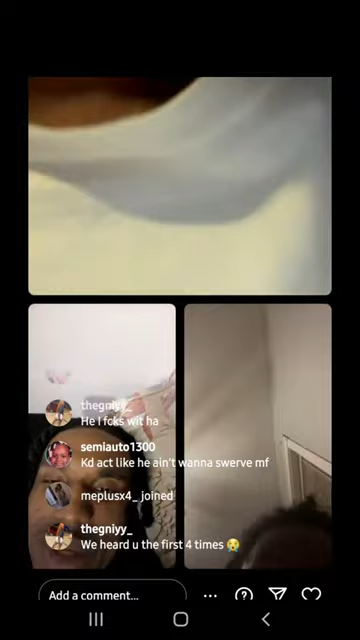 thegniyy_
He I fcks wit ha
semiauto1300
Kd act like he ain't wanna swerve mf
meplusx4_ joined
thegniyy_
We heard u the first 4 times 😭
Add a comment...